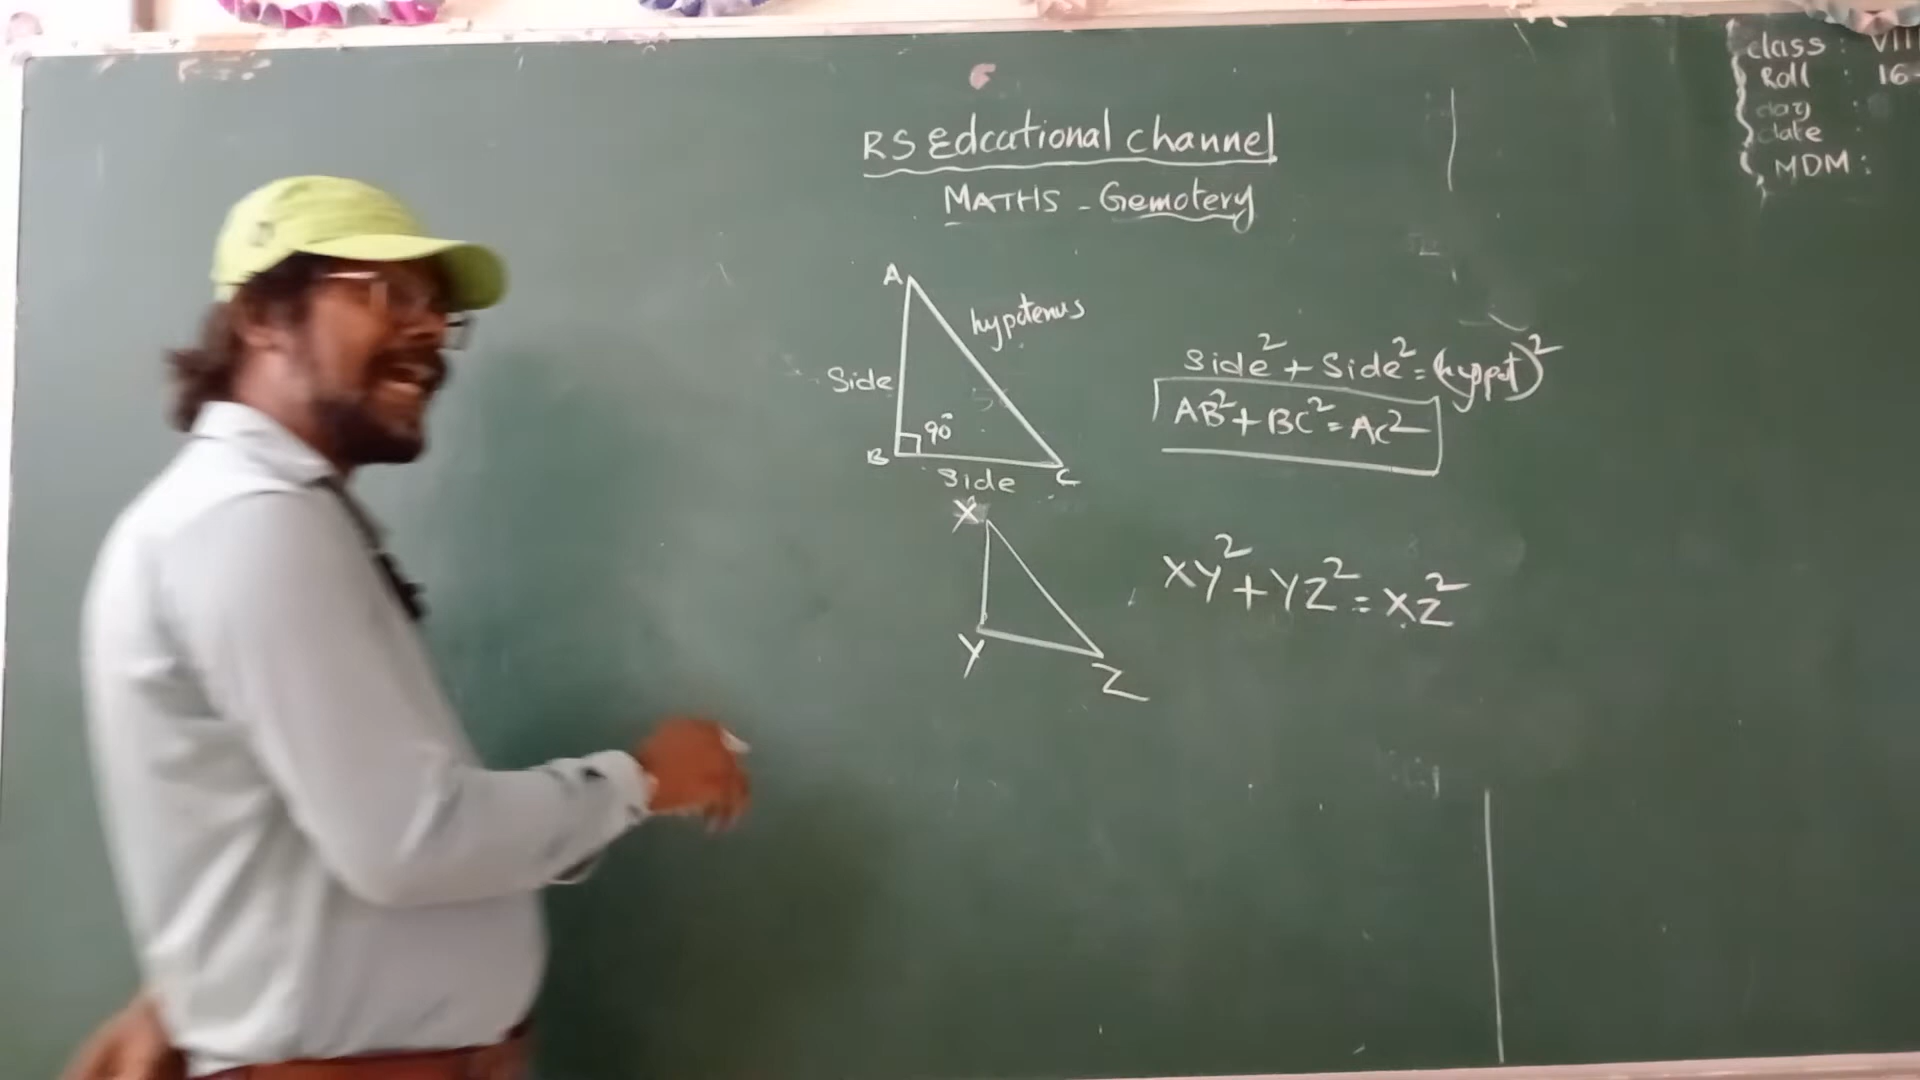 RS Edcational channel
MATHS - Gemotery
class : VIII
Roll : 16-
day :
date
MDM :
A
hypotenus
Side
90°
B
Side
C
Side² + Side² = (hypot)²
AB² + BC² = AC²
X
Y
Z
XY² + YZ² = XZ²